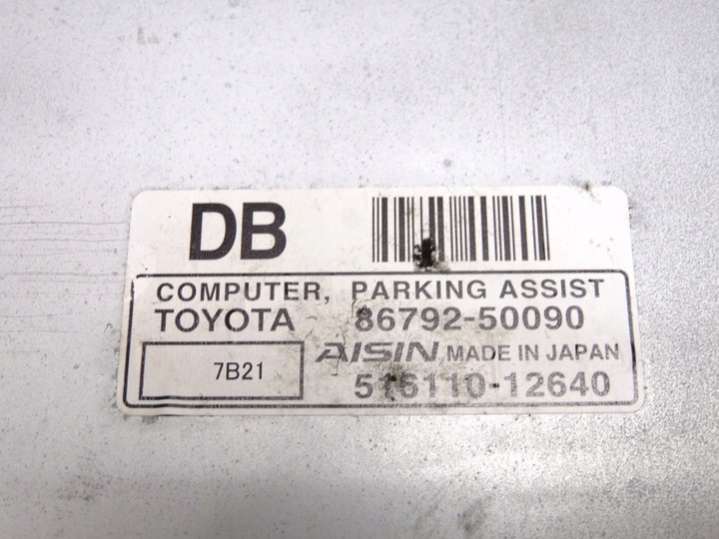 DB
COMPUTER, PARKING ASSIST
TOYOTA 86792-50090
7B21
AISIN MADE IN JAPAN
516110-12640